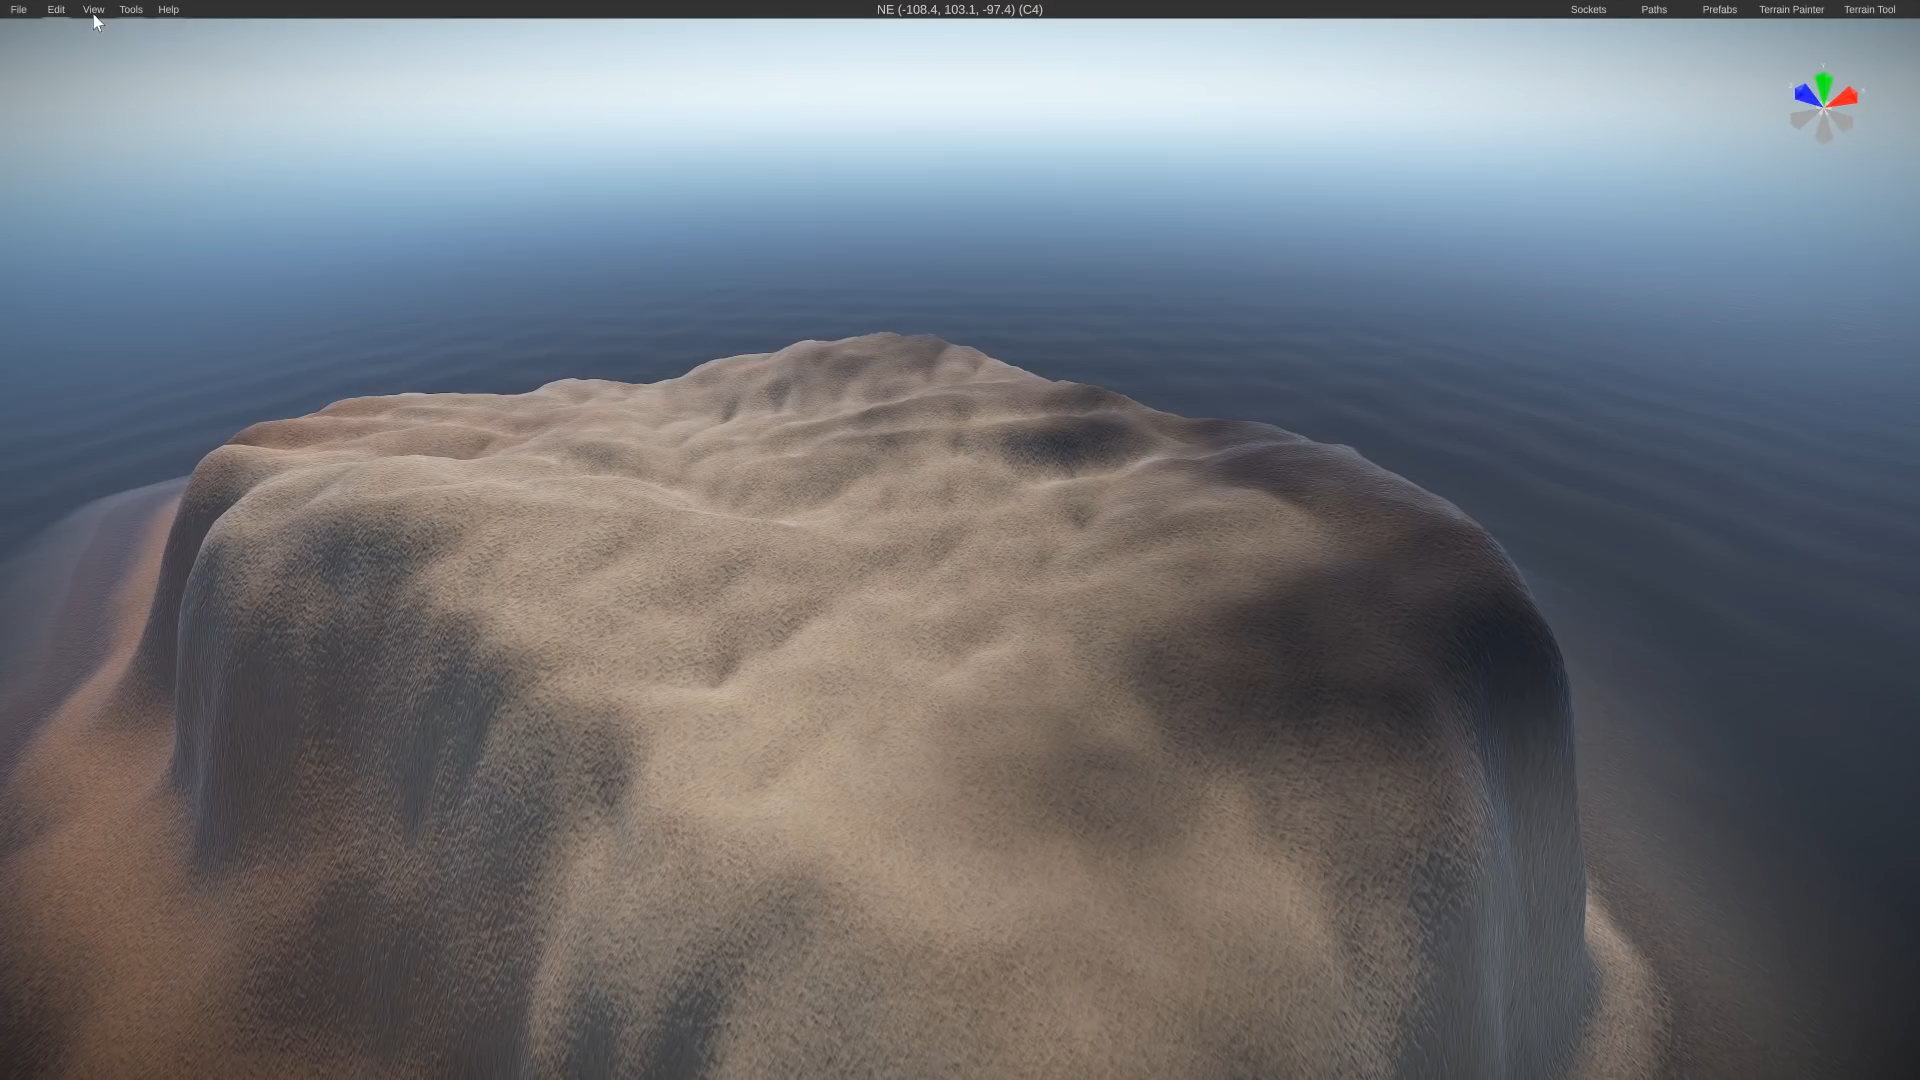 File Edit View Tools Help NE (-108.4, 103.1, -97.4) (C4) Sockets Paths Prefabs Terrain Painter Terrain Tool
Y